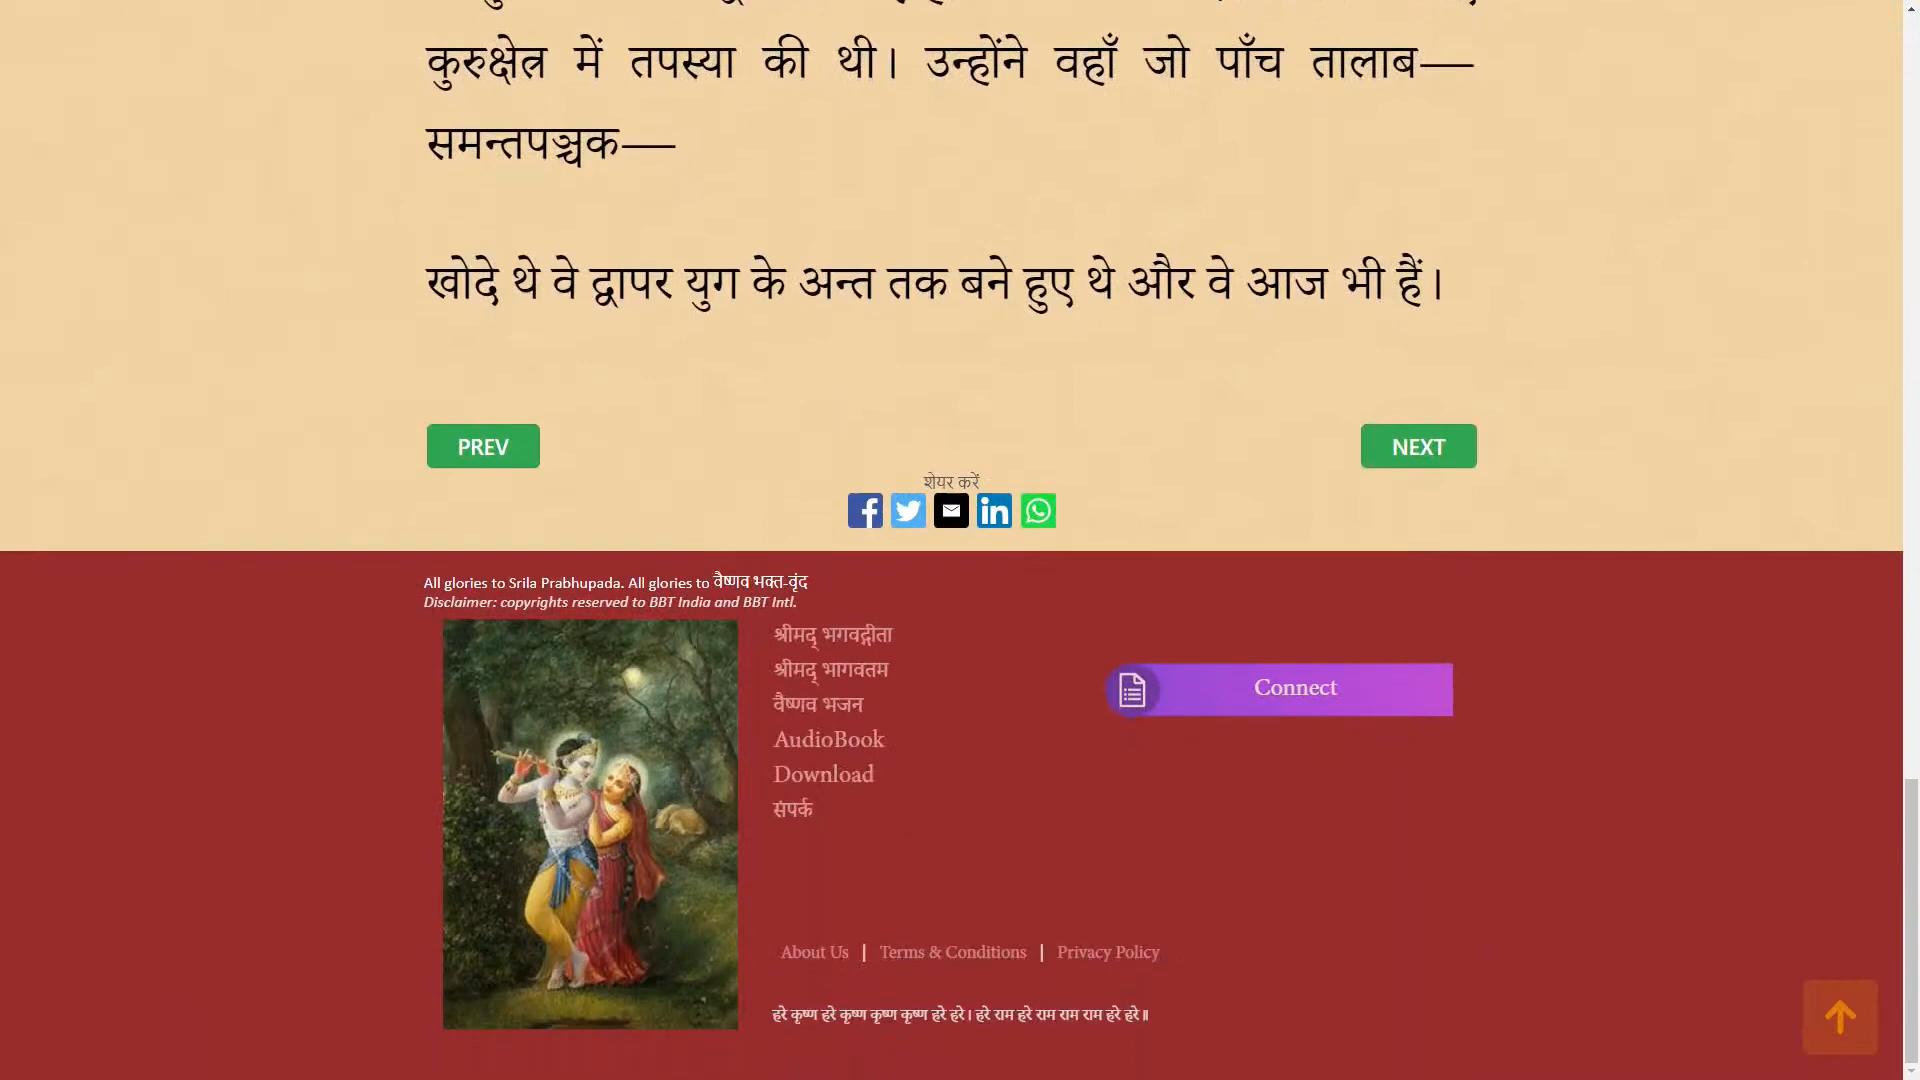 कुरुक्षेत्र में तपस्या की थी। उन्होंने वहाँ जो पाँच तालाब—
समन्तपञ्चक—
खोदे थे वे द्वापर युग के अन्त तक बने हुए थे और वे आज भी हैं।
PREV
NEXT
शेयर करें
All glories to Srila Prabhupada. All glories to वैष्णव भक्त-वृंद
Disclaimer: copyrights reserved to BBT India and BBT Intl.
श्रीमद् भगवद्गीता
श्रीमद् भागवतम
वैष्णव भजन
AudioBook
Download
संपर्क
Connect
About Us | Terms & Conditions | Privacy Policy
हरे कृष्ण हरे कृष्ण कृष्ण कृष्ण हरे हरे। हरे राम हरे राम राम राम हरे हरे॥